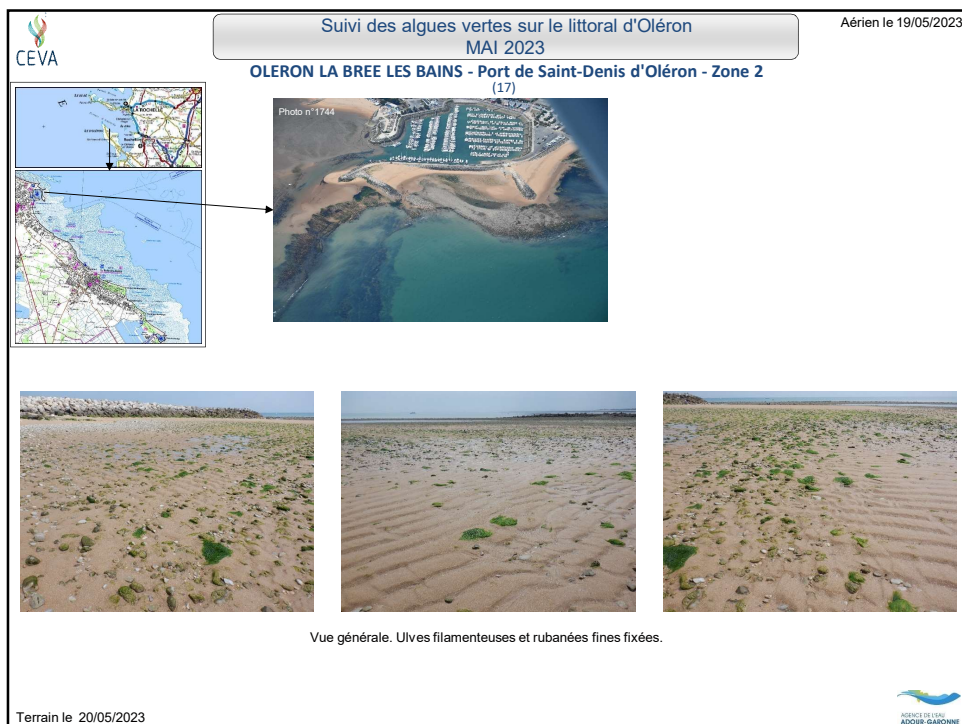 Suivi des algues vertes sur le littoral d'Oléron
MAI 2023
Aérien le 19/05/2023
CEVA
OLERON LA BREE LES BAINS - Port de Saint-Denis d'Oléron - Zone 2
(17)
Photo n°1744
LA ROCHELLE
Vue générale. Ulves filamenteuses et rubanées fines fixées.
Terrain le 20/05/2023
AGENCE DE L'EAU
ADOUR-GARONNE